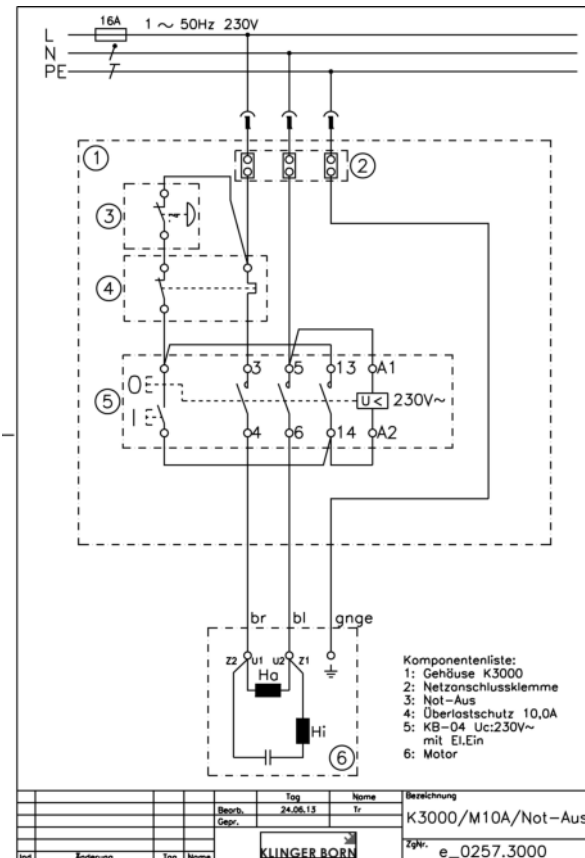 16A 1 ~ 50Hz 230V
L
N
PE
1
2
3
4
3 5 13 A1
O
5
U< 230V~
I
4 6 14 A2
br bl gnge
Z2 U1 U2 Z1
Ha
Hi
6
Komponentenliste:
1: Gehöuse K3000
2: Netzanschlussklemme
3: Not-Aus
4: Überlastschutz 10,0A
5: KB-04 Uc:230V~
mit El.Ein
6: Motor
Tag Name Bezeichnung
Bearb. 24.06.13 Tr
K3000/M10A/Not-Aus
Gepr.
KLINGER BORN
ZgNr. e_0257.3000
Ind Änderung Tag Name